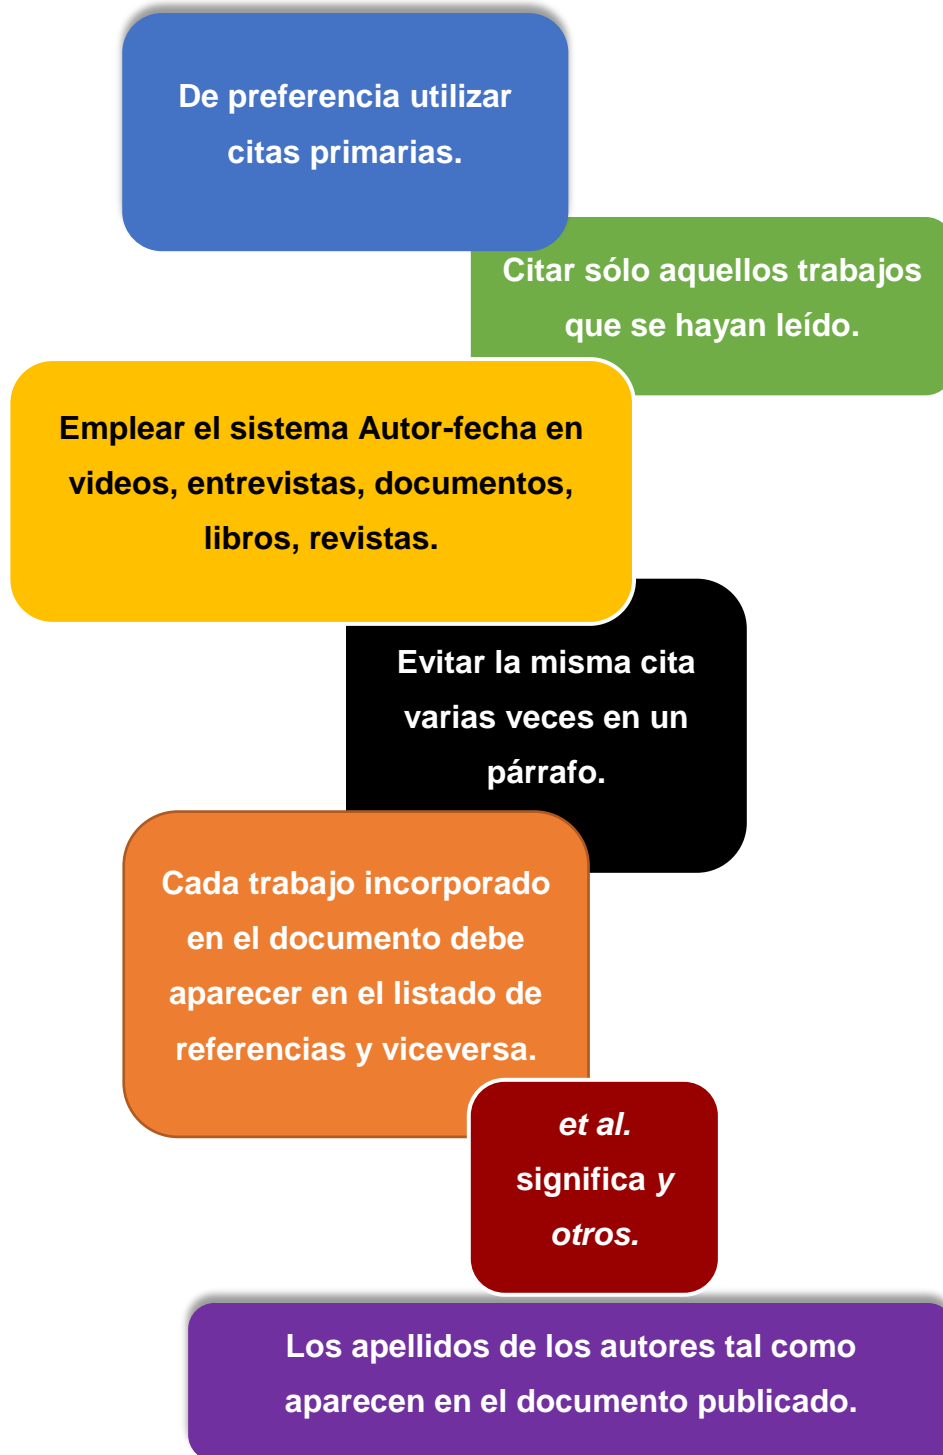 De preferencia utilizar
citas primarias.
Citar sólo aquellos trabajos
que se hayan leído.
Emplear el sistema Autor-fecha en
videos, entrevistas, documentos,
libros, revistas.
Evitar la misma cita
varias veces en un
párrafo.
Cada trabajo incorporado
en el documento debe
aparecer en el listado de
referencias y viceversa.
et al.
significa y
otros.
Los apellidos de los autores tal como
aparecen en el documento publicado.